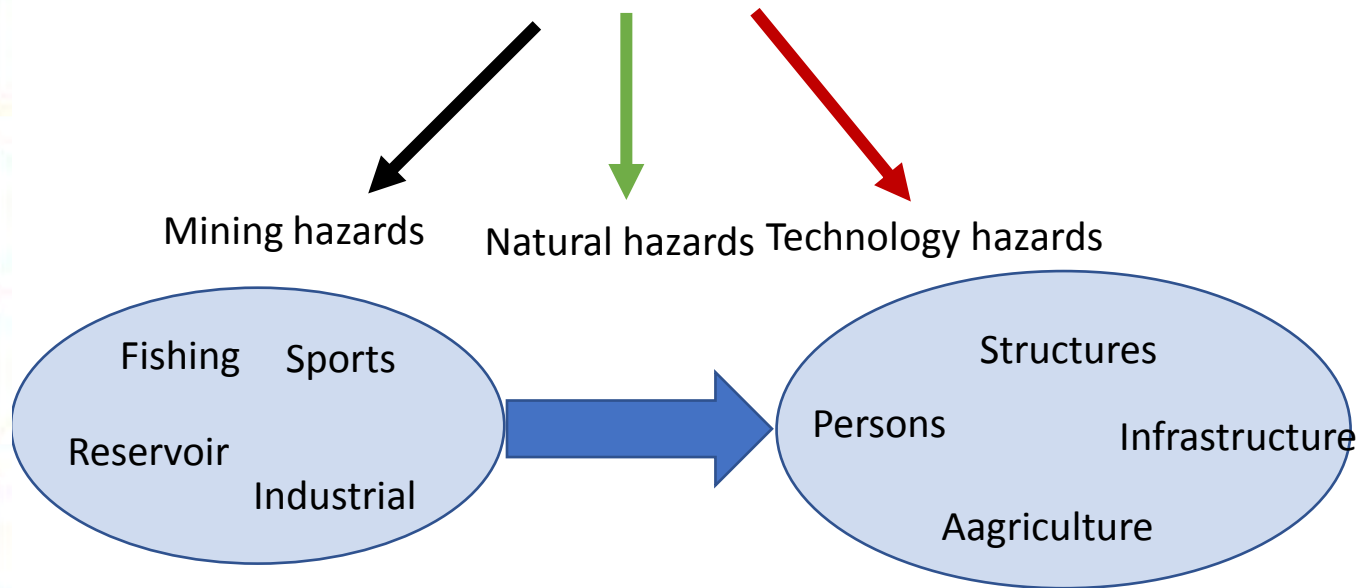 Mining hazards
Natural hazards
Technology hazards
Fishing
Sports
Reservoir
Industrial
Structures
Persons
Infrastructure
Aagriculture